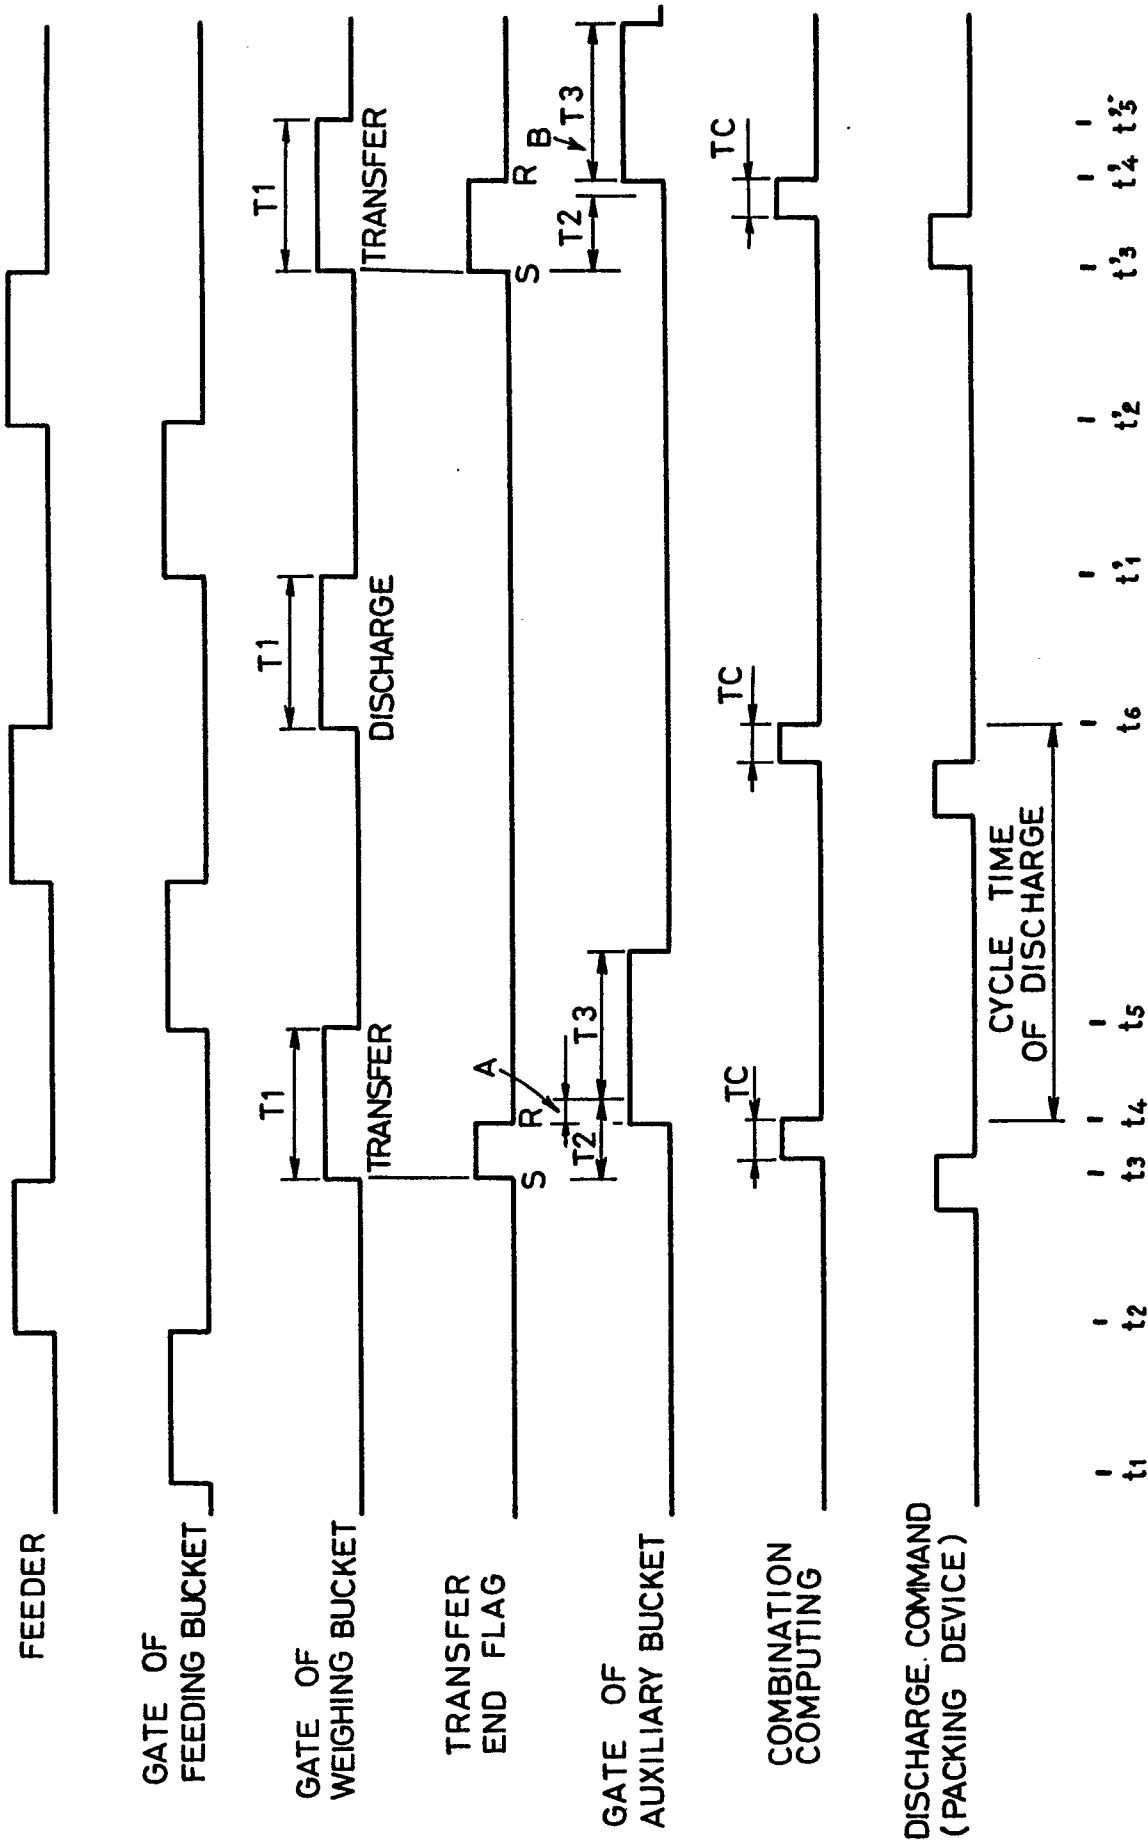 FEEDER
GATE OF
FEEDING BUCKET
T1
TRANSFER
T1
DISCHARGE
T1
TRANSFER
GATE OF
WEIGHING BUCKET
TRANSFER
END FLAG
S
R
S
R
A
B
T2
T3
T2
T3
GATE OF
AUXILIARY BUCKET
TC
TC
TC
COMBINATION
COMPUTING
DISCHARGE. COMMAND
(PACKING DEVICE)
CYCLE TIME
OF DISCHARGE
t1 t2 t3 t4 t5 t6 t'1 t'2 t'3 t'4 t'5